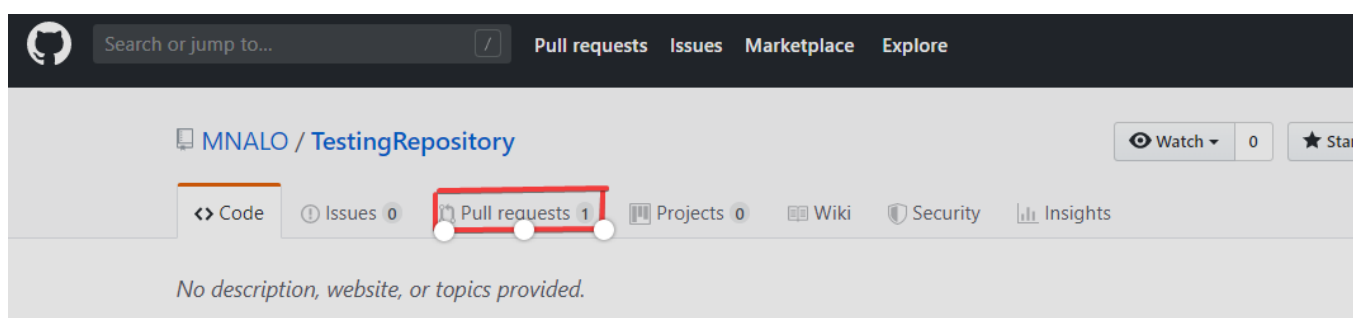 Search or jump to... / Pull requests Issues Marketplace Explore
MNALO / TestingRepository Watch 0 Star
Code Issues 0 Pull requests 1 Projects 0 Wiki Security Insights
No description, website, or topics provided.